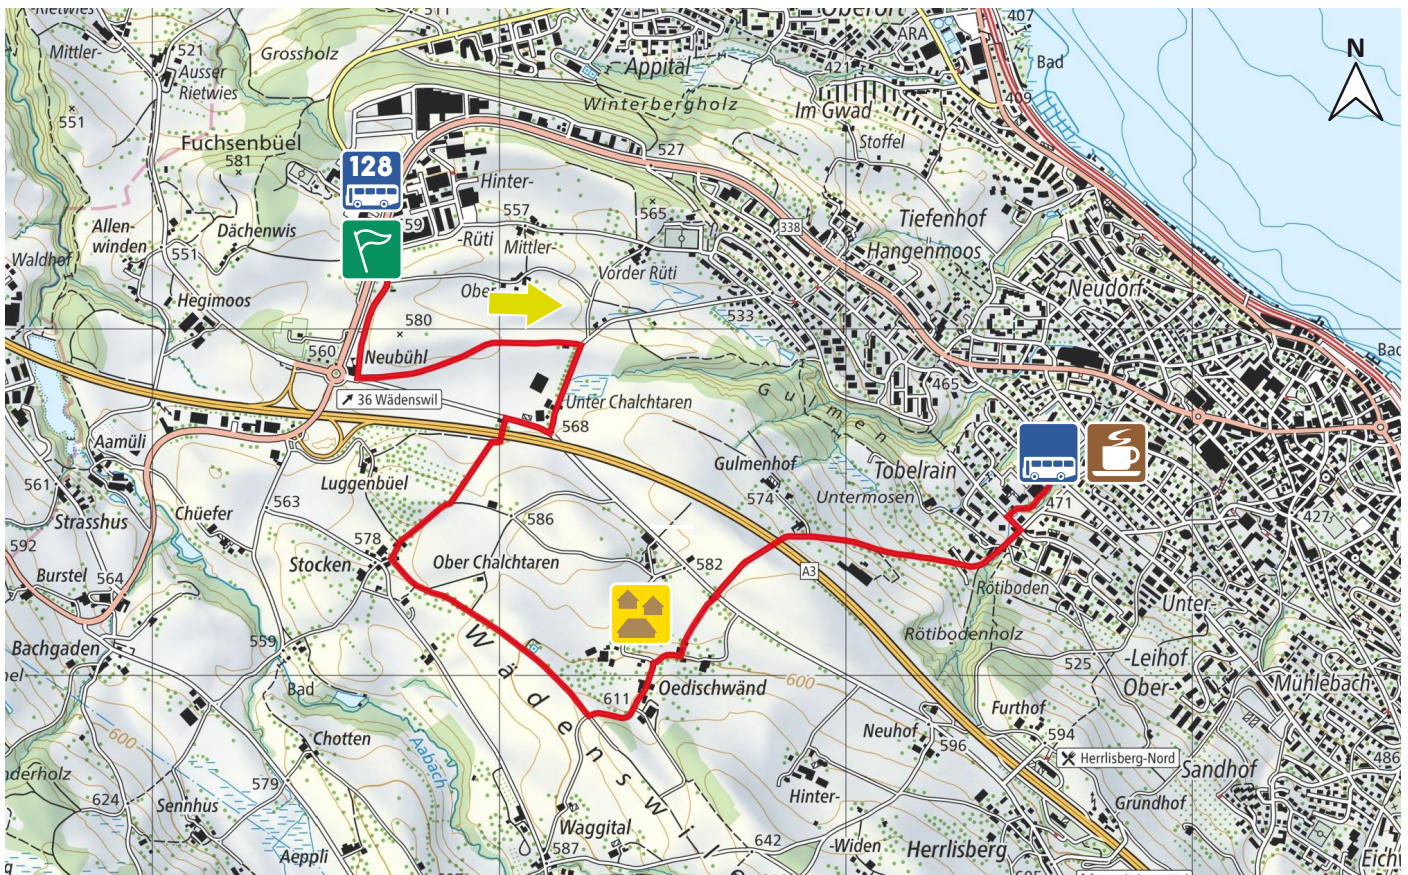 Rietwies
511
Oberort
407
Mittler-
521
Grossholz
ARA
N
Ausser
Rietwies
Appital
421
Bad
551
Winterbergholz
Im Gwad
409
Fuchsenbüel
581
128
527
Stoffel
Hinter-
Allen-
winden
557
565
Tiefenhof
59
Dächenwis
-Rüti
Mittler-
338
Hangenmoos
Waldhof
551
Vorder Rüti
Hegimoos
Ober
Neudorf
580
533
560
Neubühl
Bad
36 Wädenswil
465
Gulmen
Unter Chalchtaren
568
Aamüli
Gulmenhof
Tobelrain
561
Luggenbüel
574
Untermosen
Strasshus
Chüefer
563
471
586
427
592
578
Stocken
Ober Chalchtaren
582
Burstel
564
A3
Rötiboden
Unter-
559
Rötibodenholz
Bachgaden
525
-Leihof
Ober-
Bad
611
Oedischwänd
600
Mühlebach
Wädenswil
Furthof
600
Chotten
Neuhof
596
594
Aabach
Herrlisberg-Nord
486
579
Sandhof
624
Hinter-
Sennhus
Grundhof
Waggital
642
-Widen
Herrlisberg
Aeppli
587